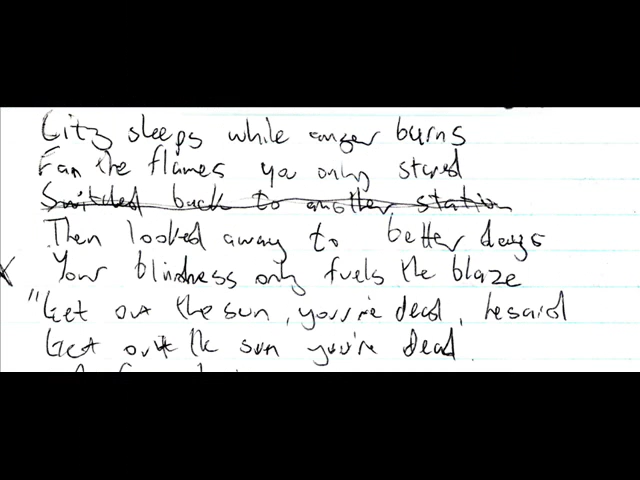 City sleeps while anger burns
Fan the flames you only stared
Switched back to another station
Then looked away to better days
X Your blindness only fuels the blaze
"Get out the sun, you're dead, he said
Get out the sun you're dead